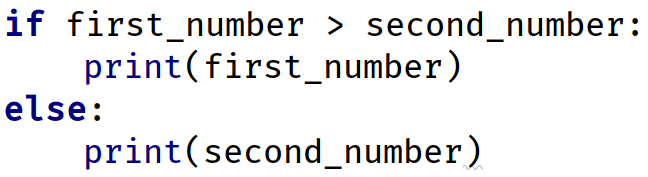 if first_number > second_number:
    print(first_number)
else:
    print(second_number)